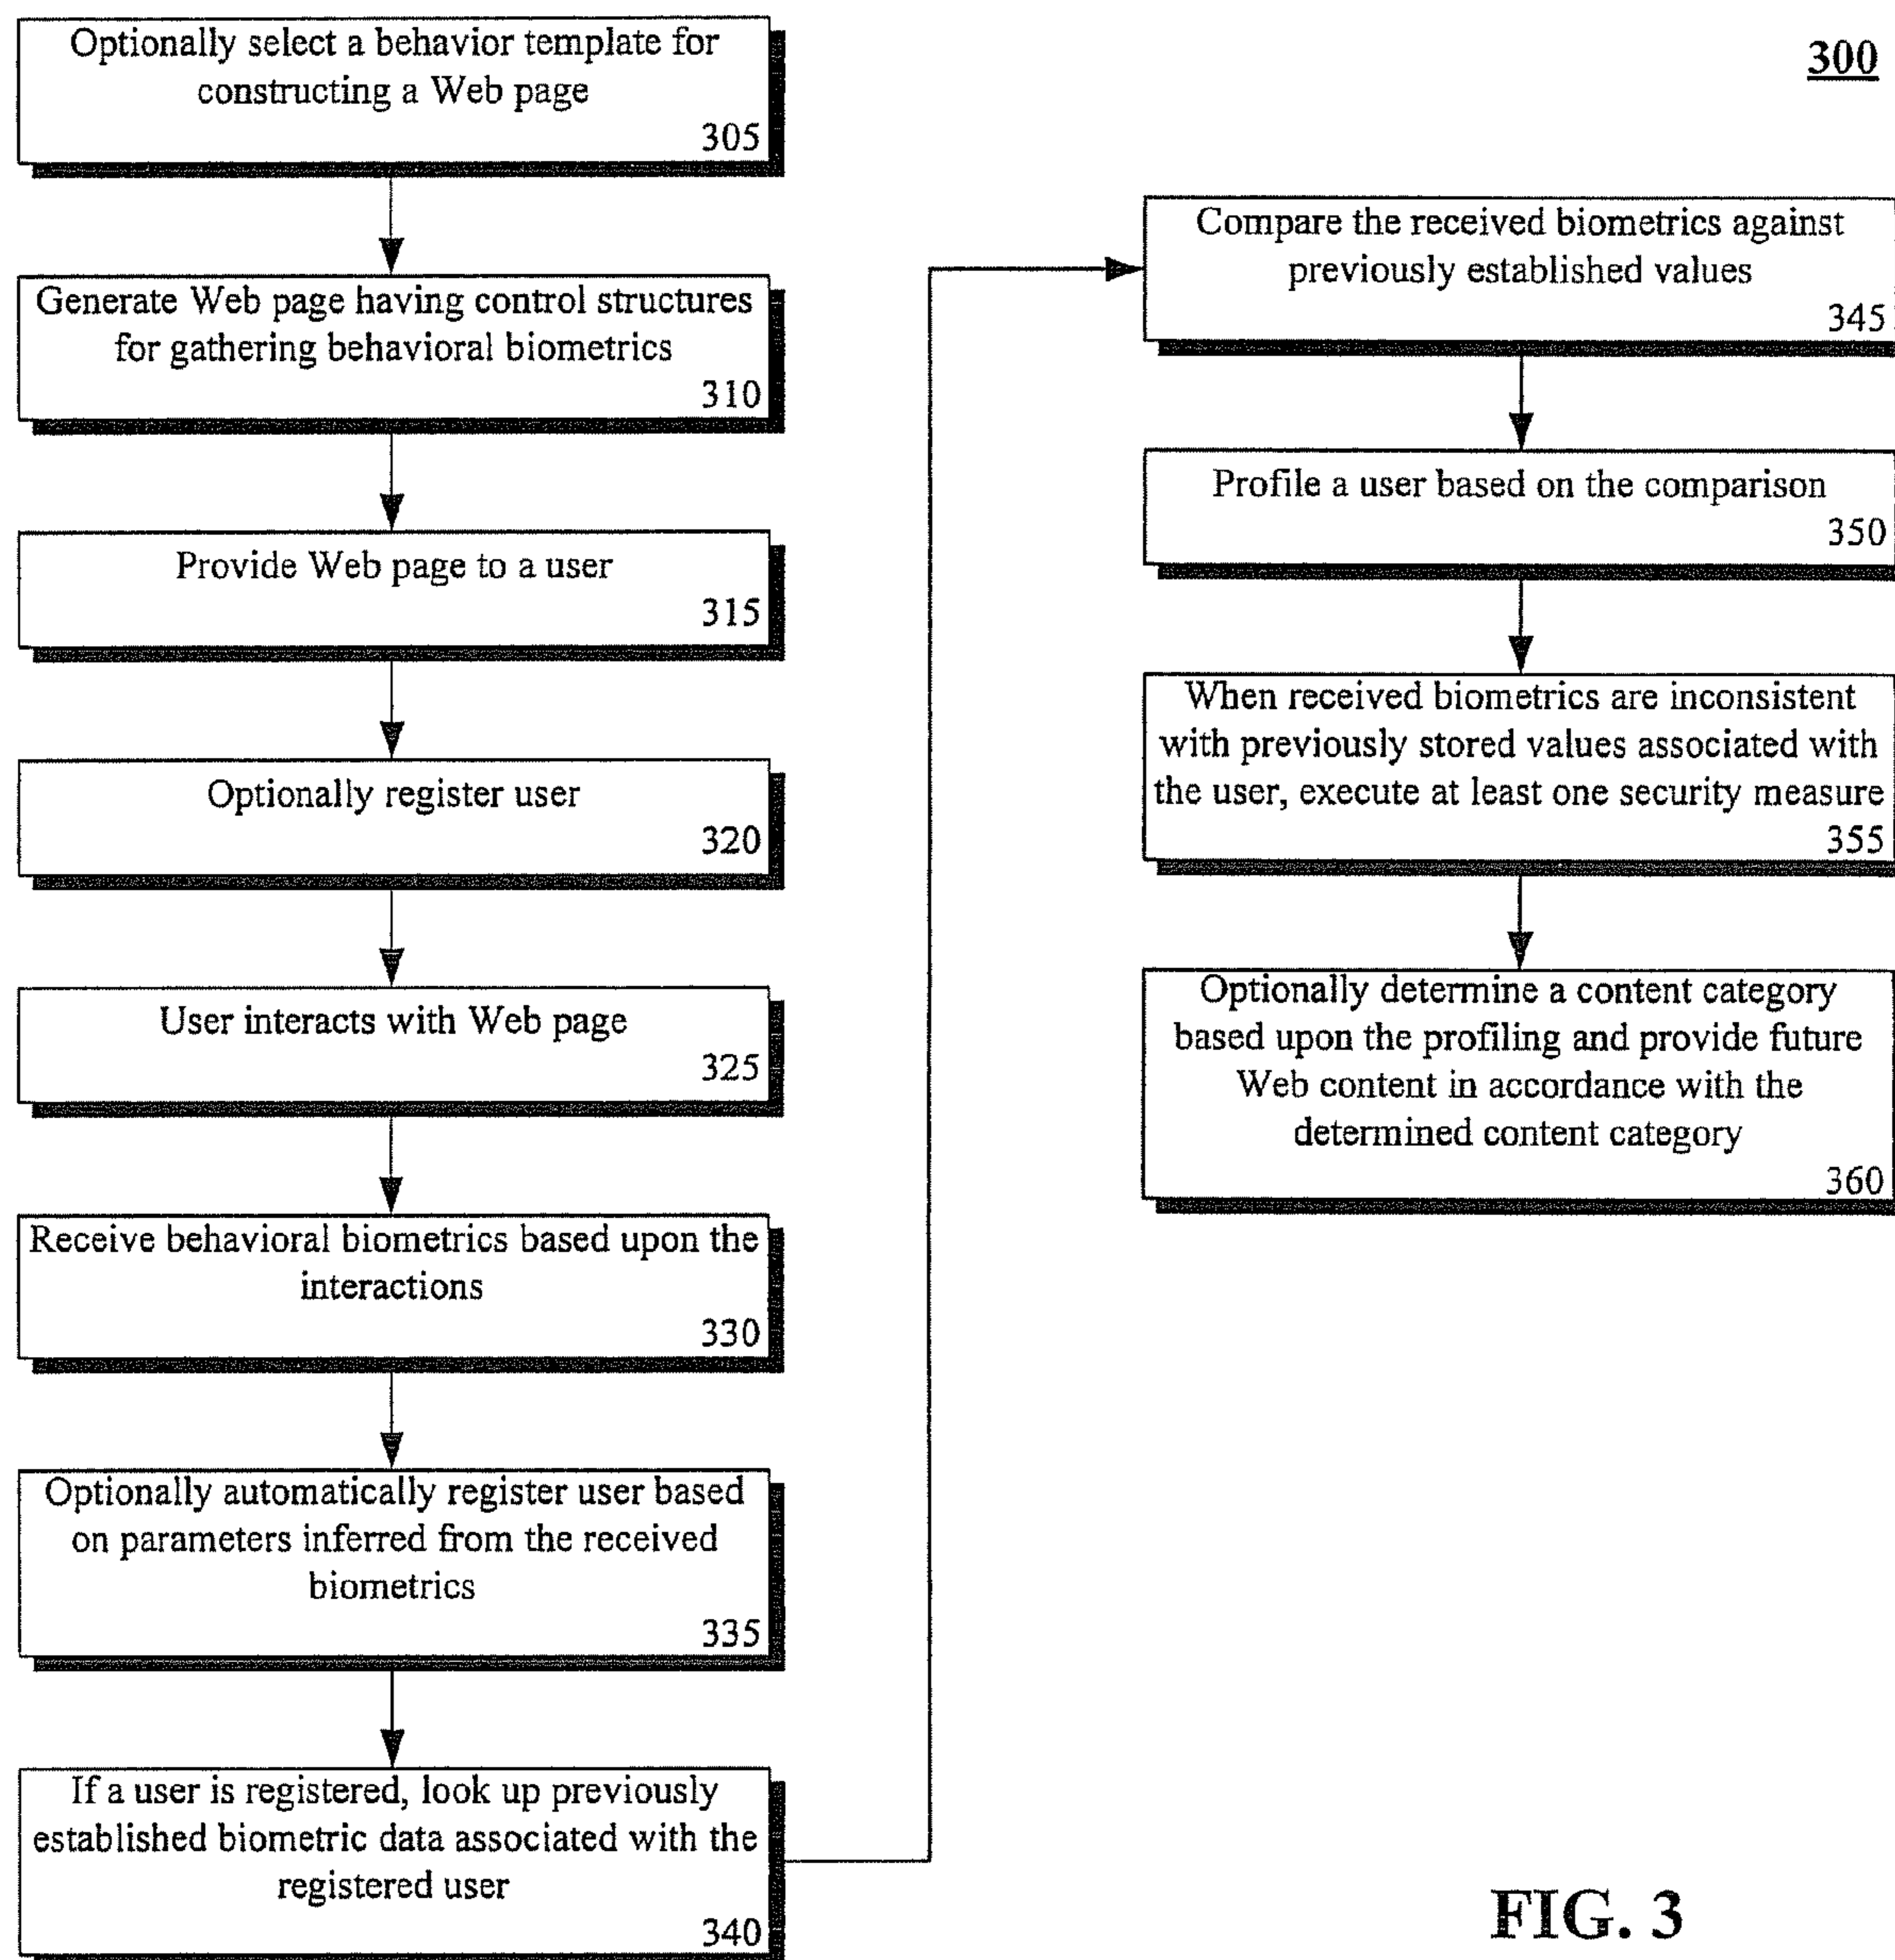 Optionally select a behavior template for
constructing a Web page
305
Generate Web page having control structures
for gathering behavioral biometrics
310
Provide Web page to a user
315
Optionally register user
320
User interacts with Web page
325
Receive behavioral biometrics based upon the
interactions
330
Optionally automatically register user based
on parameters inferred from the received
biometrics
335
If a user is registered, look up previously
established biometric data associated with the
registered user
340
300
Compare the received biometrics against
previously established values
345
Profile a user based on the comparison
350
When received biometrics are inconsistent
with previously stored values associated with
the user, execute at least one security measure
355
Optionally determine a content category
based upon the profiling and provide future
Web content in accordance with the
determined content category
360
FIG. 3